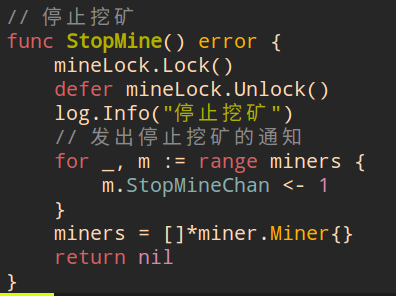 // 停止挖矿
func StopMine() error {
    mineLock.Lock()
    defer mineLock.Unlock()
    log.Info("停止挖矿")
    // 发出停止挖矿的通知
    for _, m := range miners {
        m.StopMineChan <- 1
    }
    miners = []*miner.Miner{}
    return nil
}